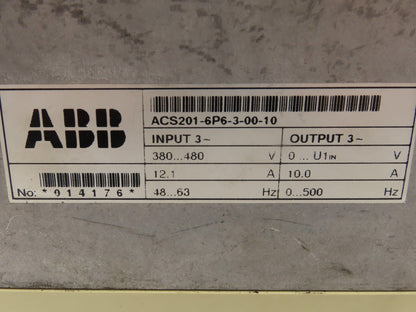 ABB
ACS201-6P6-3-00-10
INPUT 3~ OUTPUT 3~
380...480 V 0 ... U1IN V
12.1 A 10.0 A
No: *014176* 48...63 Hz 0...500 Hz